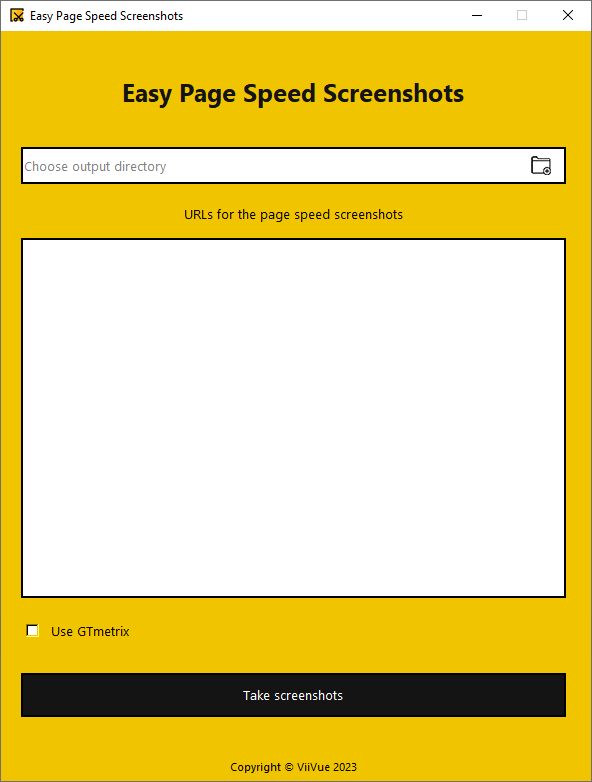 Easy Page Speed Screenshots
Easy Page Speed Screenshots
Choose output directory
URLs for the page speed screenshots
Use GTmetrix
Take screenshots
Copyright © ViiVue 2023